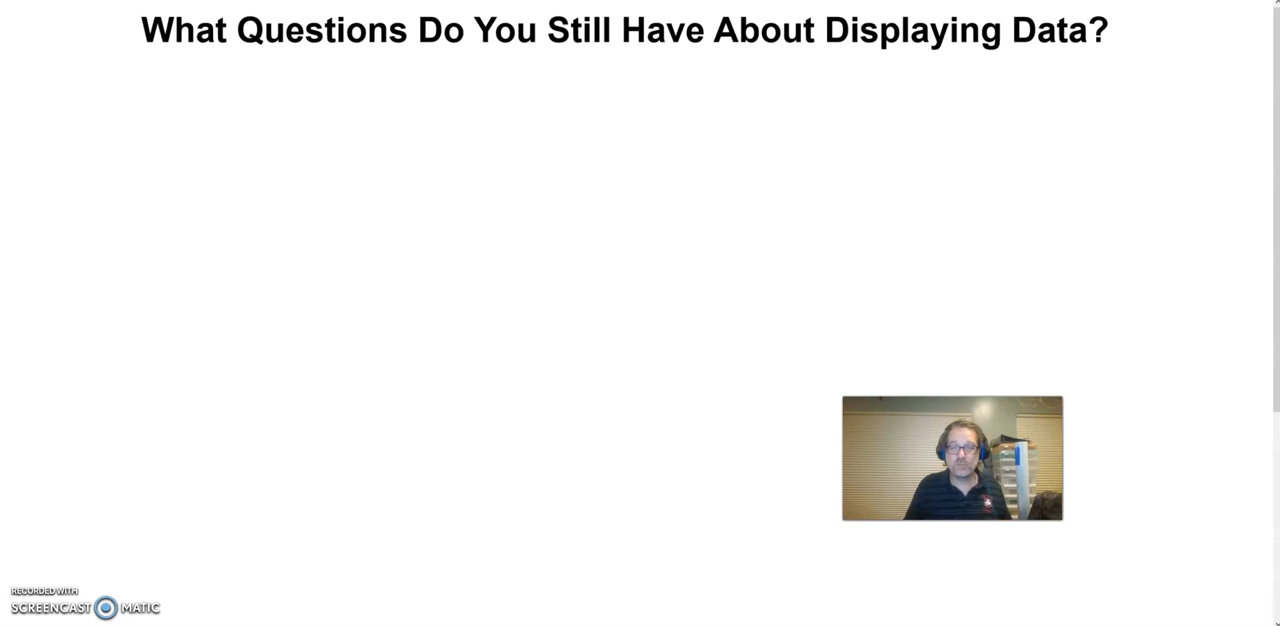 What Questions Do You Still Have About Displaying Data?
RECORDED WITH
SCREENCAST MATIC